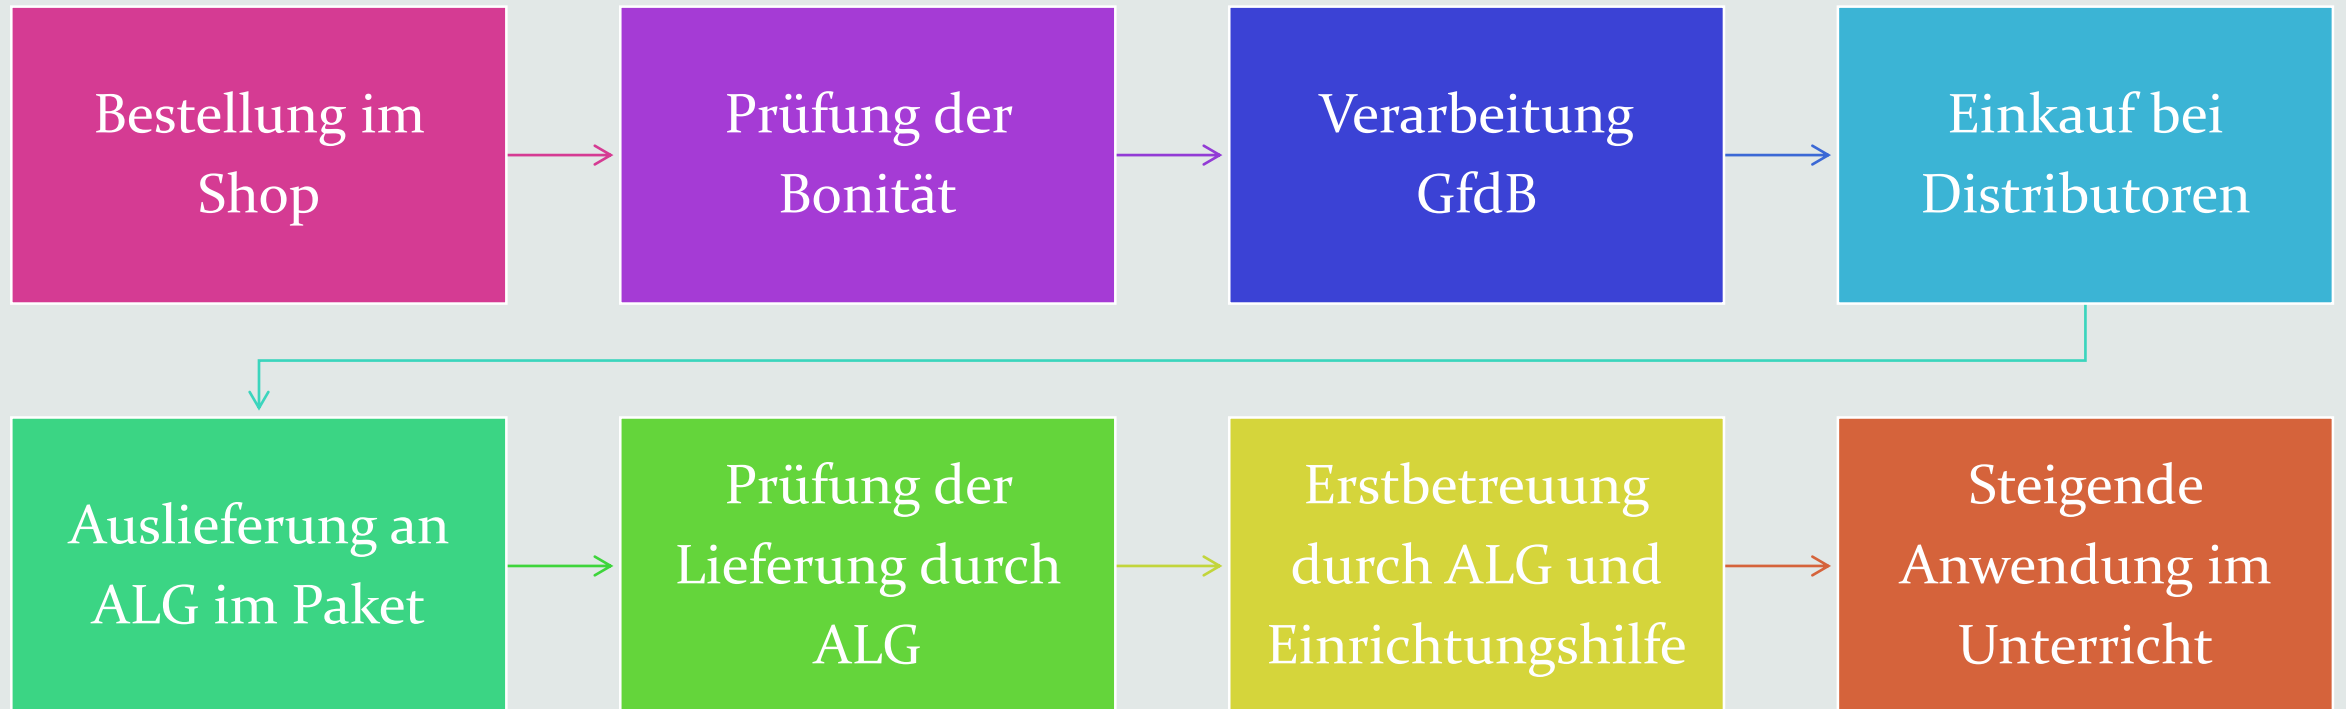 Bestellung im
Shop
Prüfung der
Bonität
Verarbeitung
GfdB
Einkauf bei
Distributoren
Auslieferung an
ALG im Paket
Prüfung der
Lieferung durch
ALG
Erstbetreuung
durch ALG und
Einrichtungshilfe
Steigende
Anwendung im
Unterricht